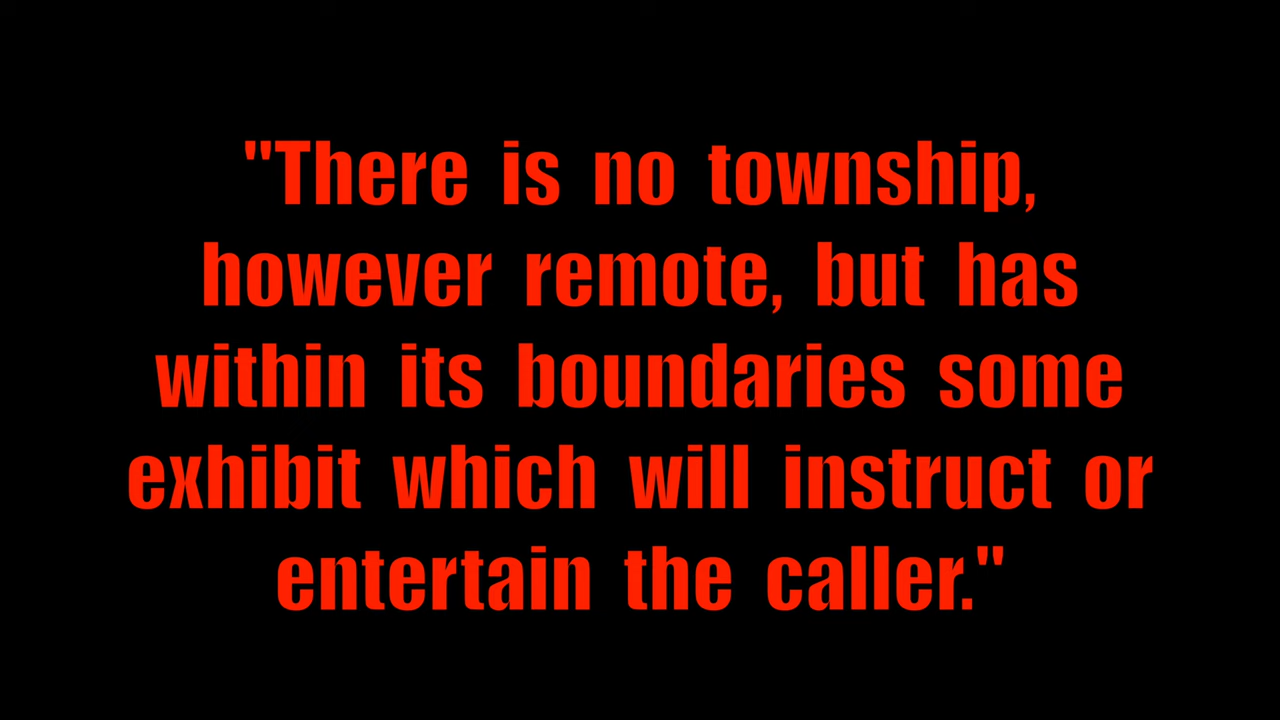 "There is no township,
however remote, but has
within its boundaries some
exhibit which will instruct or
entertain the caller."